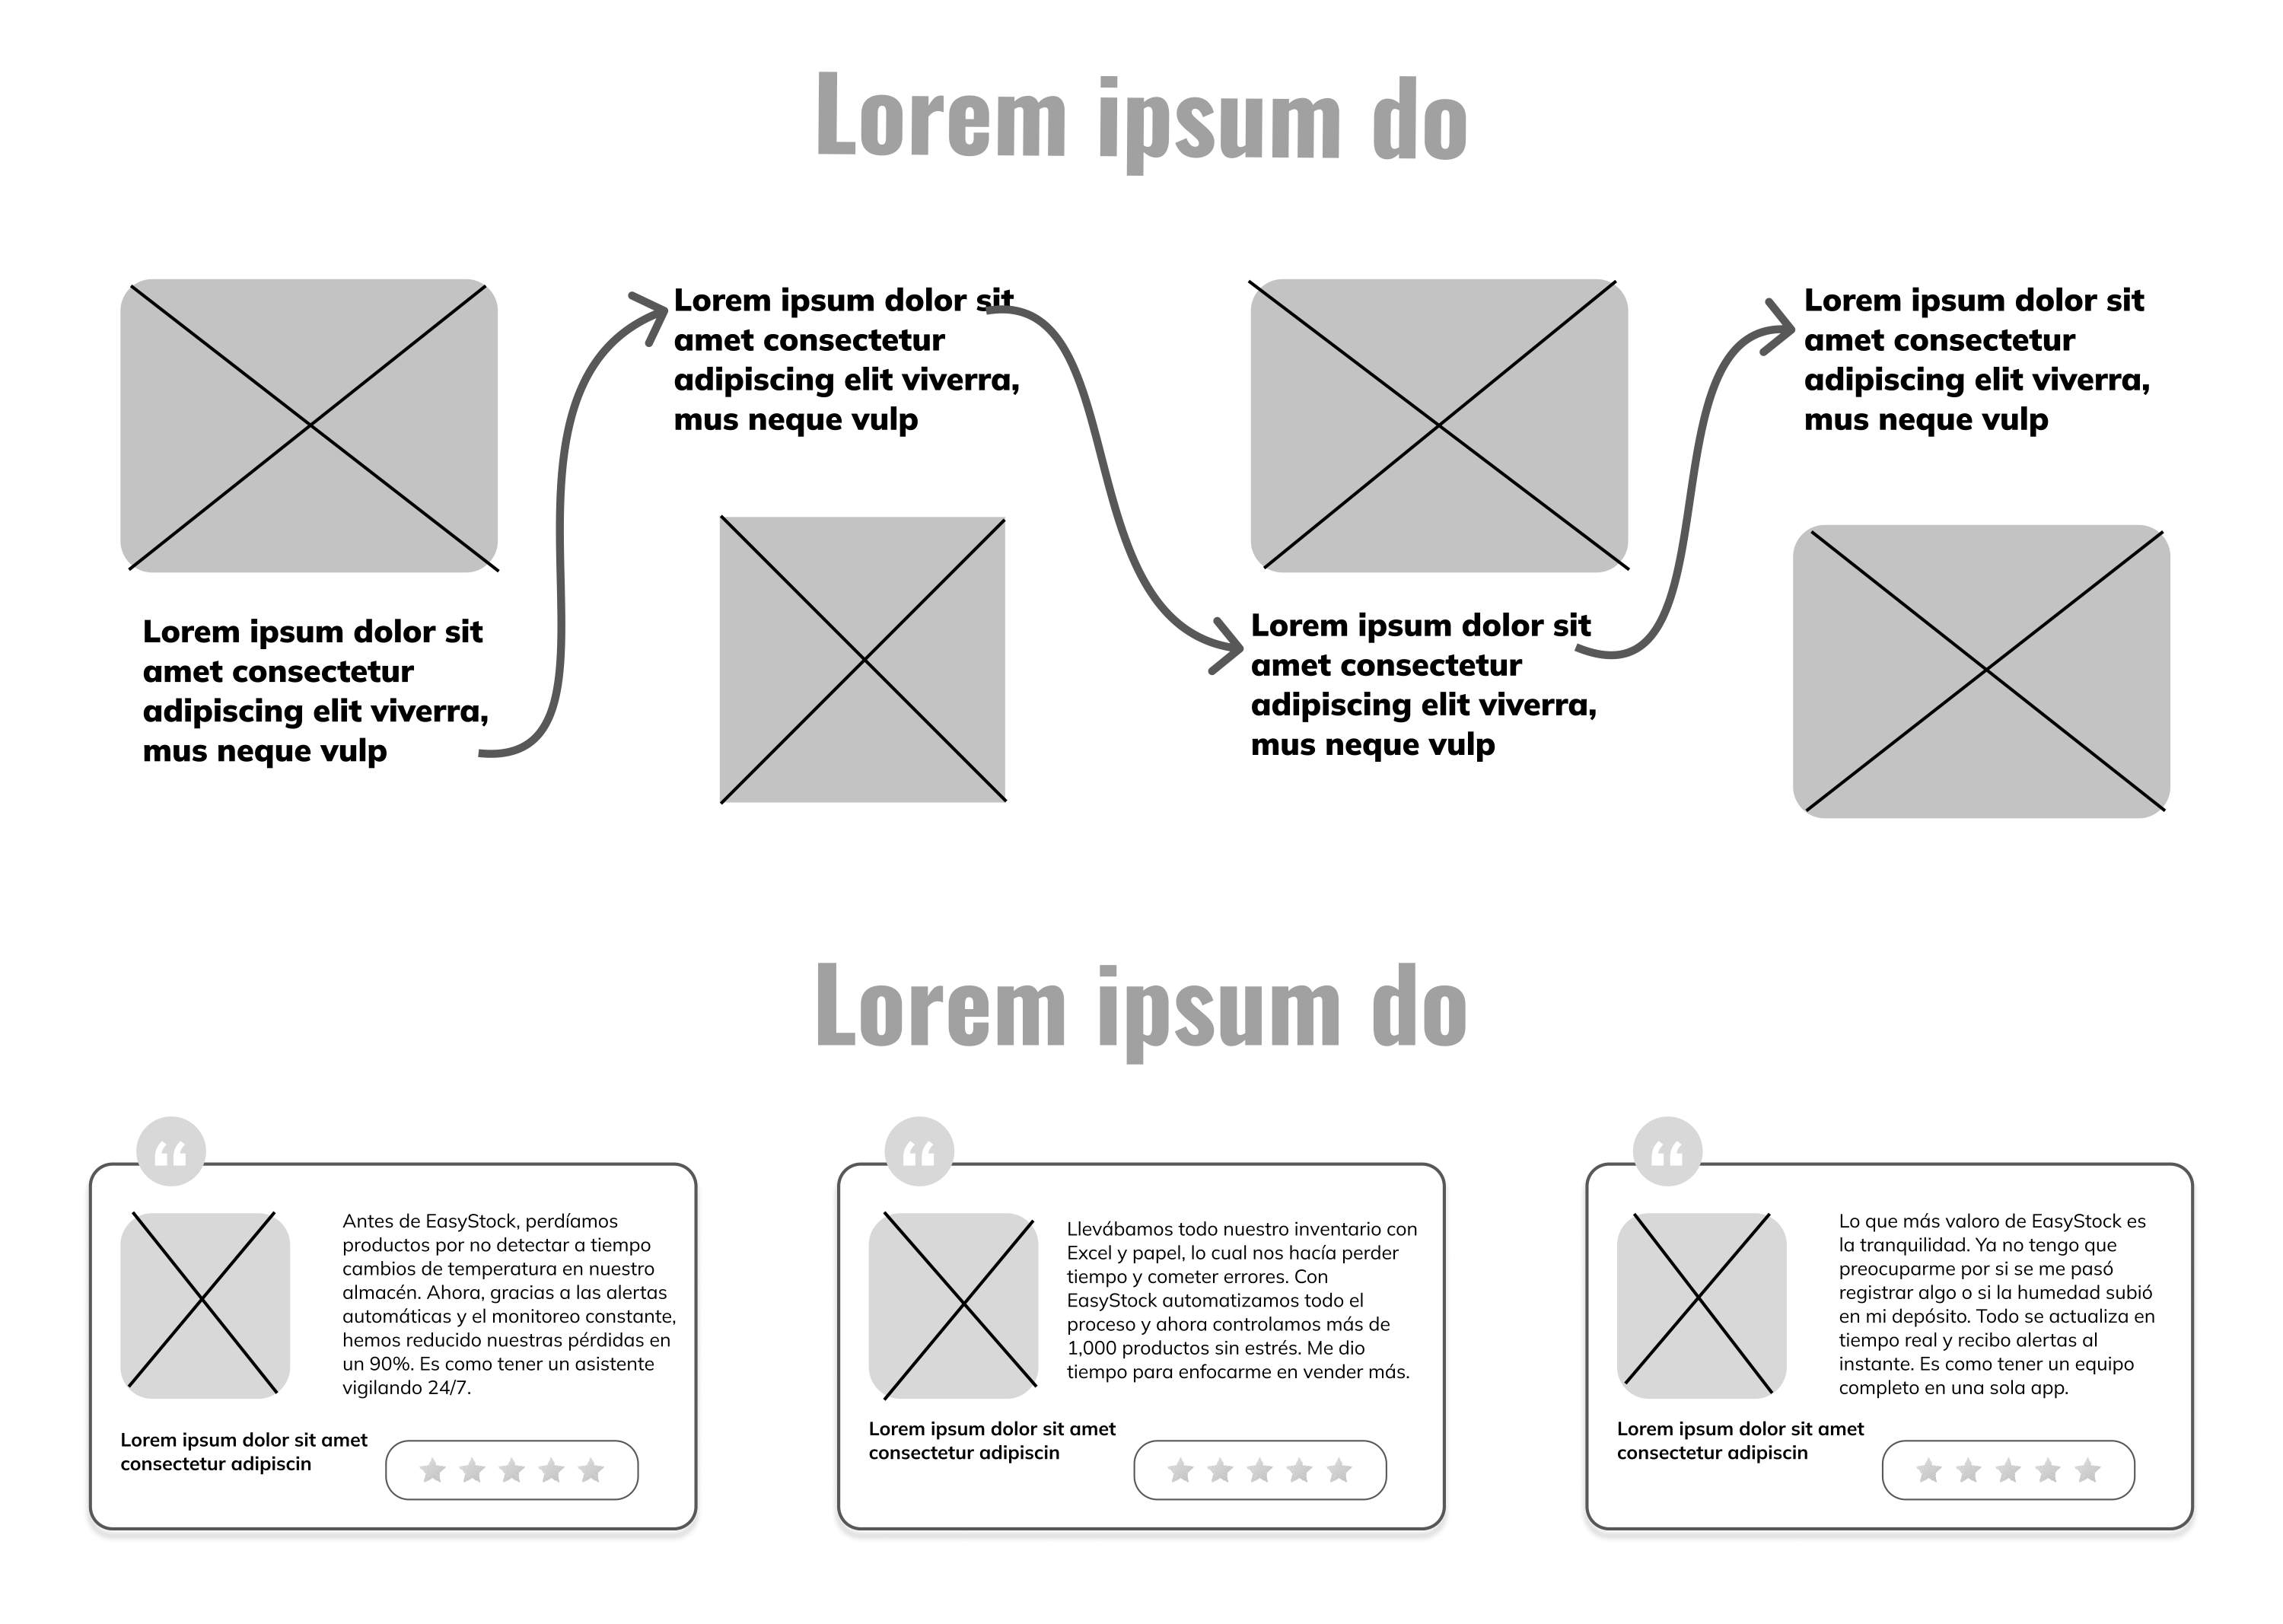 Lorem ipsum do
Lorem ipsum dolor sit
amet consectetur
adipiscing elit viverra,
mus neque vulp
Lorem ipsum dolor sit
amet consectetur
adipiscing elit viverra,
mus neque vulp
Lorem ipsum dolor sit
amet consectetur
adipiscing elit viverra,
mus neque vulp
Lorem ipsum dolor sit
amet consectetur
adipiscing elit viverra,
mus neque vulp
Lorem ipsum do
Antes de EasyStock, perdíamos
productos por no detectar a tiempo
cambios de temperatura en nuestro
almacén. Ahora, gracias a las alertas
automáticas y el monitoreo constante,
hemos reducido nuestras pérdidas en
un 90%. Es como tener un asistente
vigilando 24/7.
Lorem ipsum dolor sit amet
consectetur adipiscin
Llevábamos todo nuestro inventario con
Excel y papel, lo cual nos hacía perder
tiempo y cometer errores. Con
EasyStock automatizamos todo el
proceso y ahora controlamos más de
1,000 productos sin estrés. Me dio
tiempo para enfocarme en vender más.
Lorem ipsum dolor sit amet
consectetur adipiscin
Lo que más valoro de EasyStock es
la tranquilidad. Ya no tengo que
preocuparme por si se me pasó
registrar algo o si la humedad subió
en mi depósito. Todo se actualiza en
tiempo real y recibo alertas al
instante. Es como tener un equipo
completo en una sola app.
Lorem ipsum dolor sit amet
consectetur adipiscin